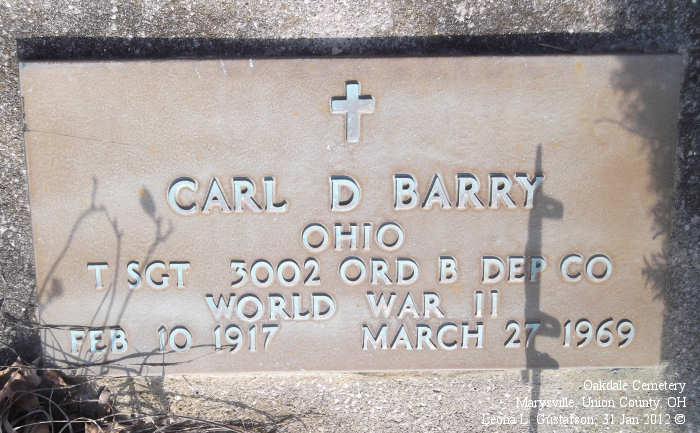 CARL D BARRY
OHIO
T SGT 3002 ORD B DEP CO
WORLD WAR II
FEB 10 1917 MARCH 27 1969
Oakdale Cemetery
Marysville, Union County, OH
Leona L. Gustafson; 31 Jan 2012 ©